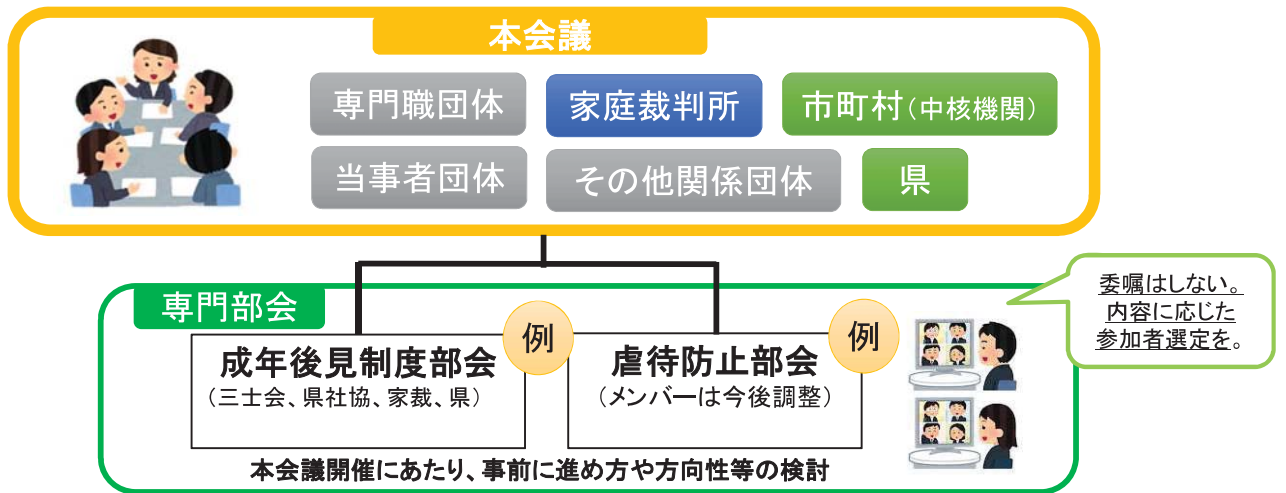 本会議
専門職団体
家庭裁判所
市町村（中核機関）
当事者団体
その他関係団体
県
委嘱はしない。
内容に応じた
参加者選定を。
専門部会
例
成年後見制度部会
（三士会、県社協、家裁、県）
例
虐待防止部会
（メンバーは今後調整）
本会議開催にあたり、事前に進め方や方向性等の検討